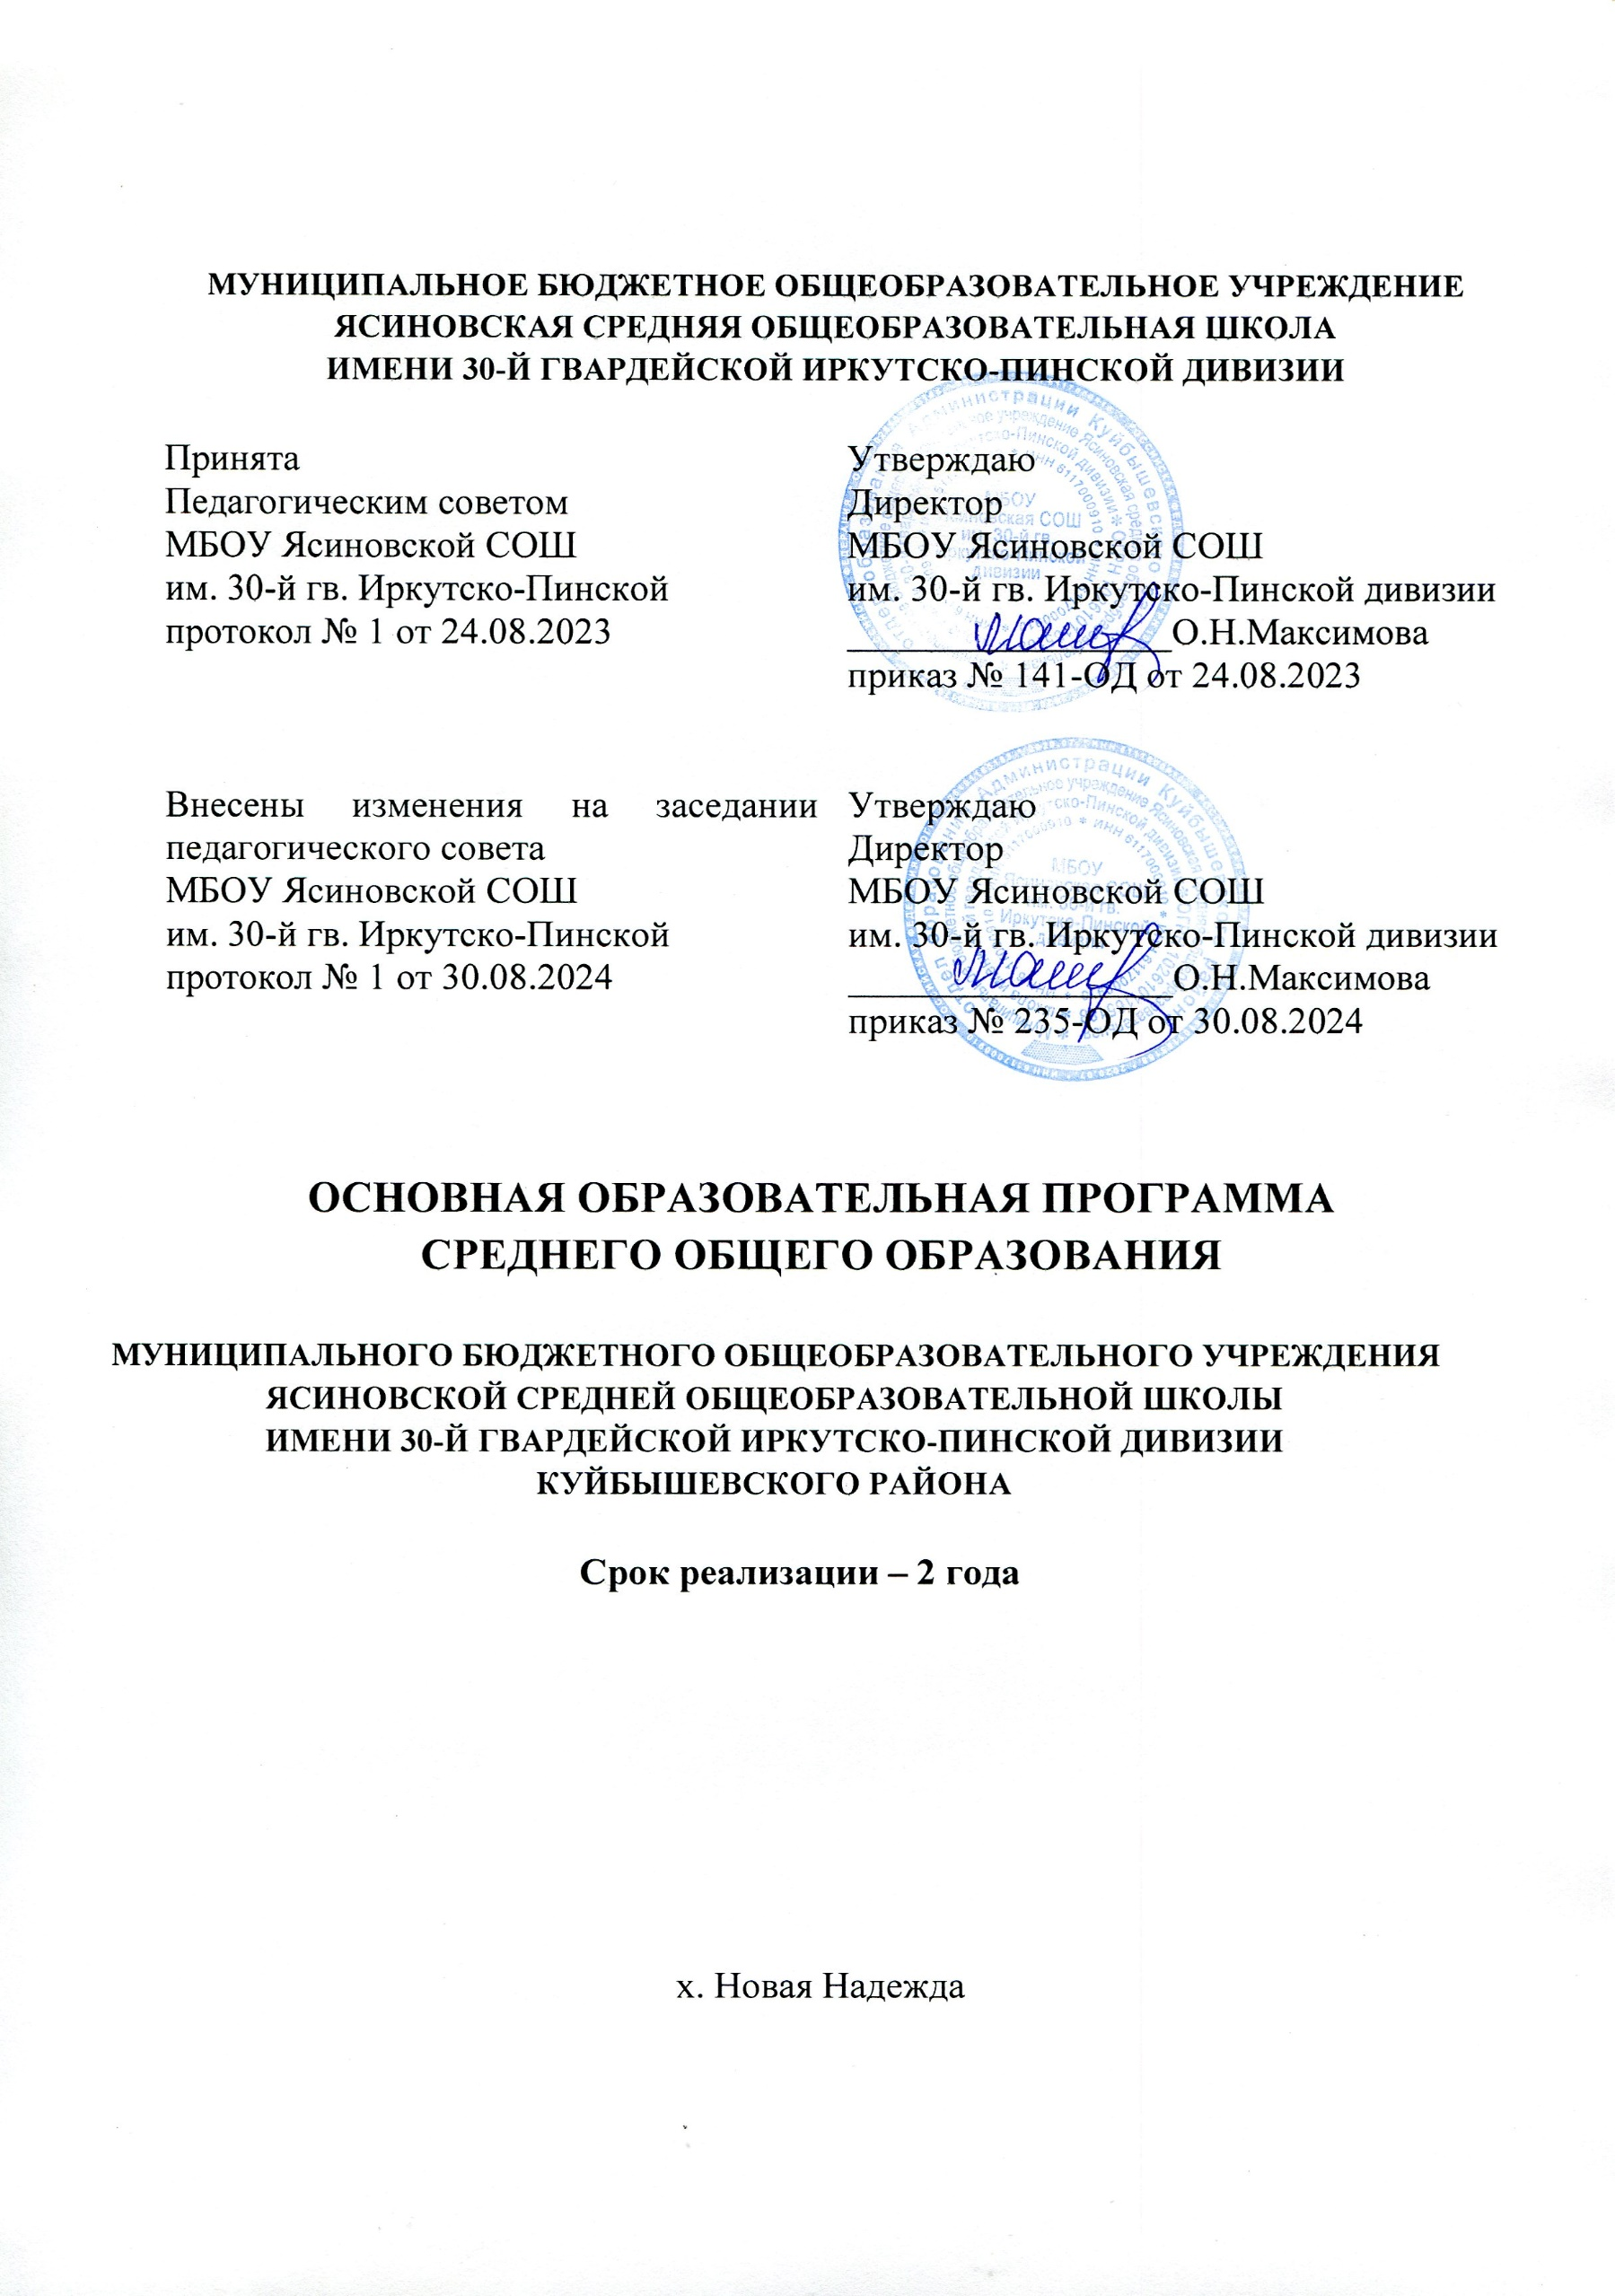 МУНИЦИПАЛЬНОЕ БЮДЖЕТНОЕ ОБЩЕОБРАЗОВАТЕЛЬНОЕ УЧРЕЖДЕНИЕ
ЯСИНОВСКАЯ СРЕДНЯЯ ОБЩЕОБРАЗОВАТЕЛЬНАЯ ШКОЛА
ИМЕНИ 30-Й ГВАРДЕЙСКОЙ ИРКУТСКО-ПИНСКОЙ ДИВИЗИИ
Принята
Педагогическим советом
МБОУ Ясиновской СОШ
им. 30-й гв. Иркутско-Пинской
протокол № 1 от 24.08.2023
Утверждаю
Директор
МБОУ Ясиновской СОШ
им. 30-й гв. Иркутско-Пинской дивизии
О.Н.Максимова
приказ № 141-ОД от 24.08.2023
Внесены изменения на заседании
педагогического совета
МБОУ Ясиновской СОШ
им. 30-й гв. Иркутско-Пинской
протокол № 1 от 30.08.2024
Утверждаю
Директор
МБОУ Ясиновской СОШ
им. 30-й гв. Иркутско-Пинской дивизии
О.Н.Максимова
приказ № 235-ОД от 30.08.2024
ОСНОВНАЯ ОБРАЗОВАТЕЛЬНАЯ ПРОГРАММА
СРЕДНЕГО ОБЩЕГО ОБРАЗОВАНИЯ
МУНИЦИПАЛЬНОГО БЮДЖЕТНОГО ОБЩЕОБРАЗОВАТЕЛЬНОГО УЧРЕЖДЕНИЯ
ЯСИНОВСКОЙ СРЕДНЕЙ ОБЩЕОБРАЗОВАТЕЛЬНОЙ ШКОЛЫ
ИМЕНИ 30-Й ГВАРДЕЙСКОЙ ИРКУТСКО-ПИНСКОЙ ДИВИЗИИ
КУЙБЫШЕВСКОГО РАЙОНА
Срок реализации – 2 года
х. Новая Надежда